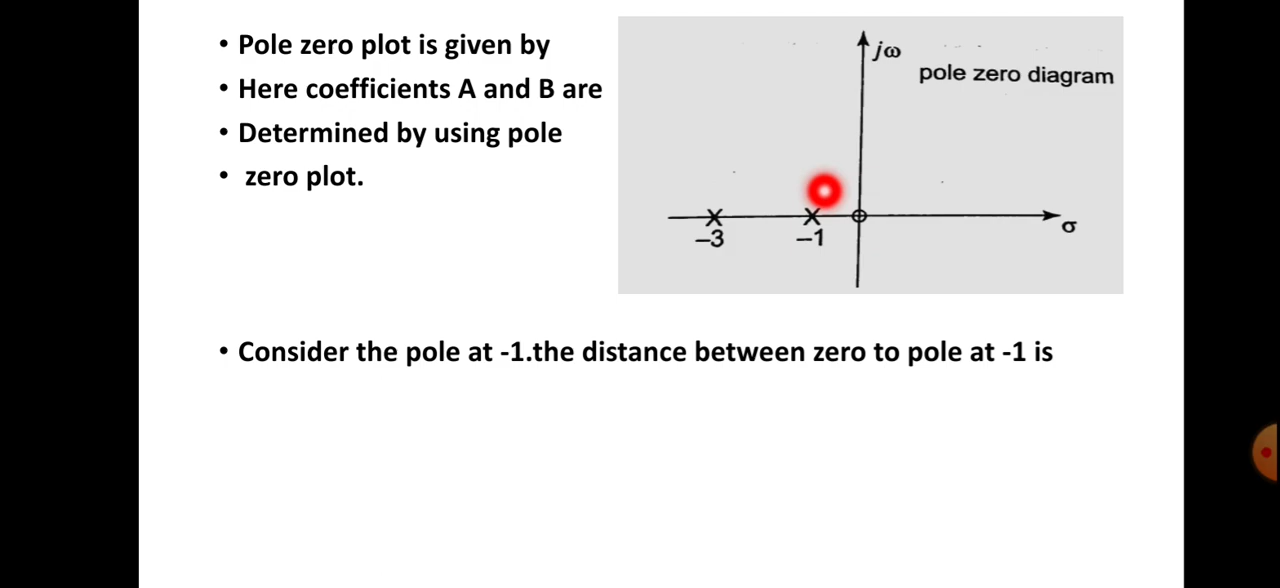 • Pole zero plot is given by
• Here coefficients A and B are
• Determined by using pole
• zero plot.
jω
pole zero diagram
–3
–1
σ
• Consider the pole at -1.the distance between zero to pole at -1 is